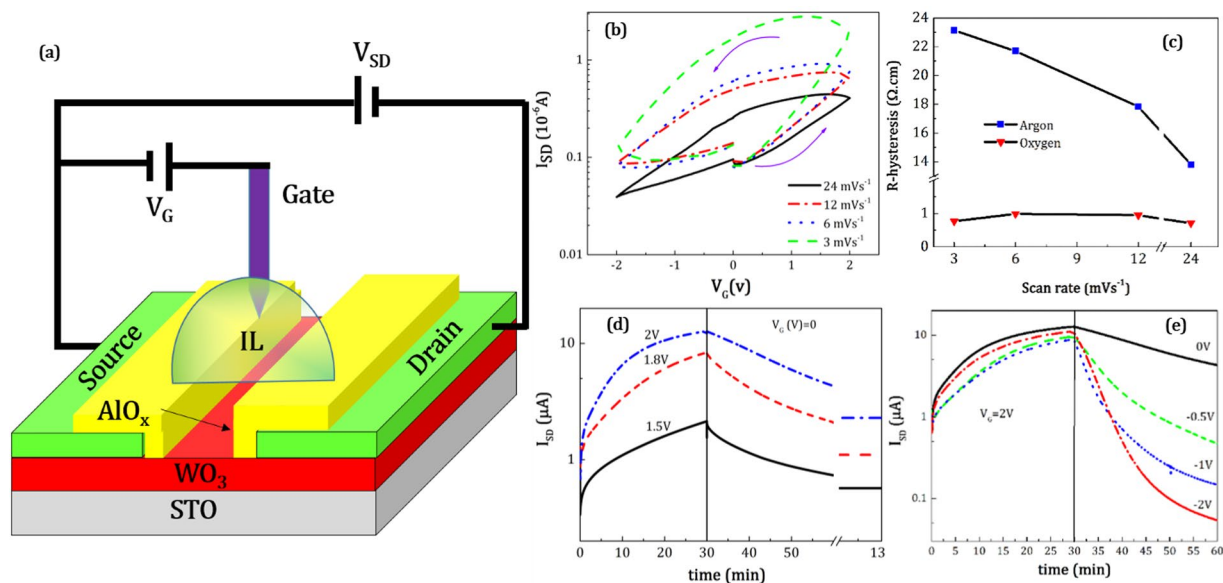 (a)
V_SD
V_G
Gate
IL
Source
Drain
AlO_x
WO_3
STO
(b)
I_SD (10^-6A)
1
0.1
0.01
-2
-1
0
1
2
V_G(v)
24 mVs^-1
12 mVs^-1
6 mVs^-1
3 mVs^-1
(c)
R-hysteresis (Ω.cm)
24
22
20
18
16
14
1
0
Argon
Oxygen
3
6
9
12
24
Scan rate (mVs^-1)
(d)
V_G (V)=0
2V
1.8V
1.5V
I_SD (μA)
10
1
0
10
20
30
40
50
60
13
time (min)
(e)
0V
-0.5V
-1V
-2V
V_G=2V
I_SD (μA)
10
1
0.1
0
5
10
15
20
25
30
35
40
45
50
55
60
time (min)